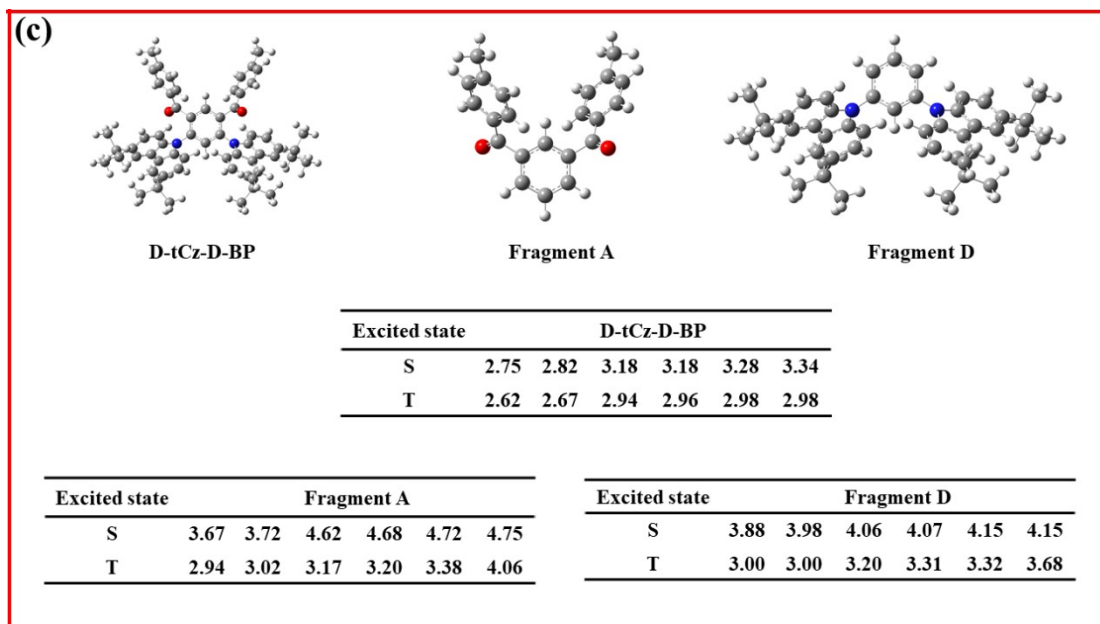 (c)
D-tCz-D-BP Fragment A Fragment D
Excited state D-tCz-D-BP
S 2.75 2.82 3.18 3.18 3.28 3.34
T 2.62 2.67 2.94 2.96 2.98 2.98
Excited state Fragment A
S 3.67 3.72 4.62 4.68 4.72 4.75
T 2.94 3.02 3.17 3.20 3.38 4.06
Excited state Fragment D
S 3.88 3.98 4.06 4.07 4.15 4.15
T 3.00 3.00 3.20 3.31 3.32 3.68